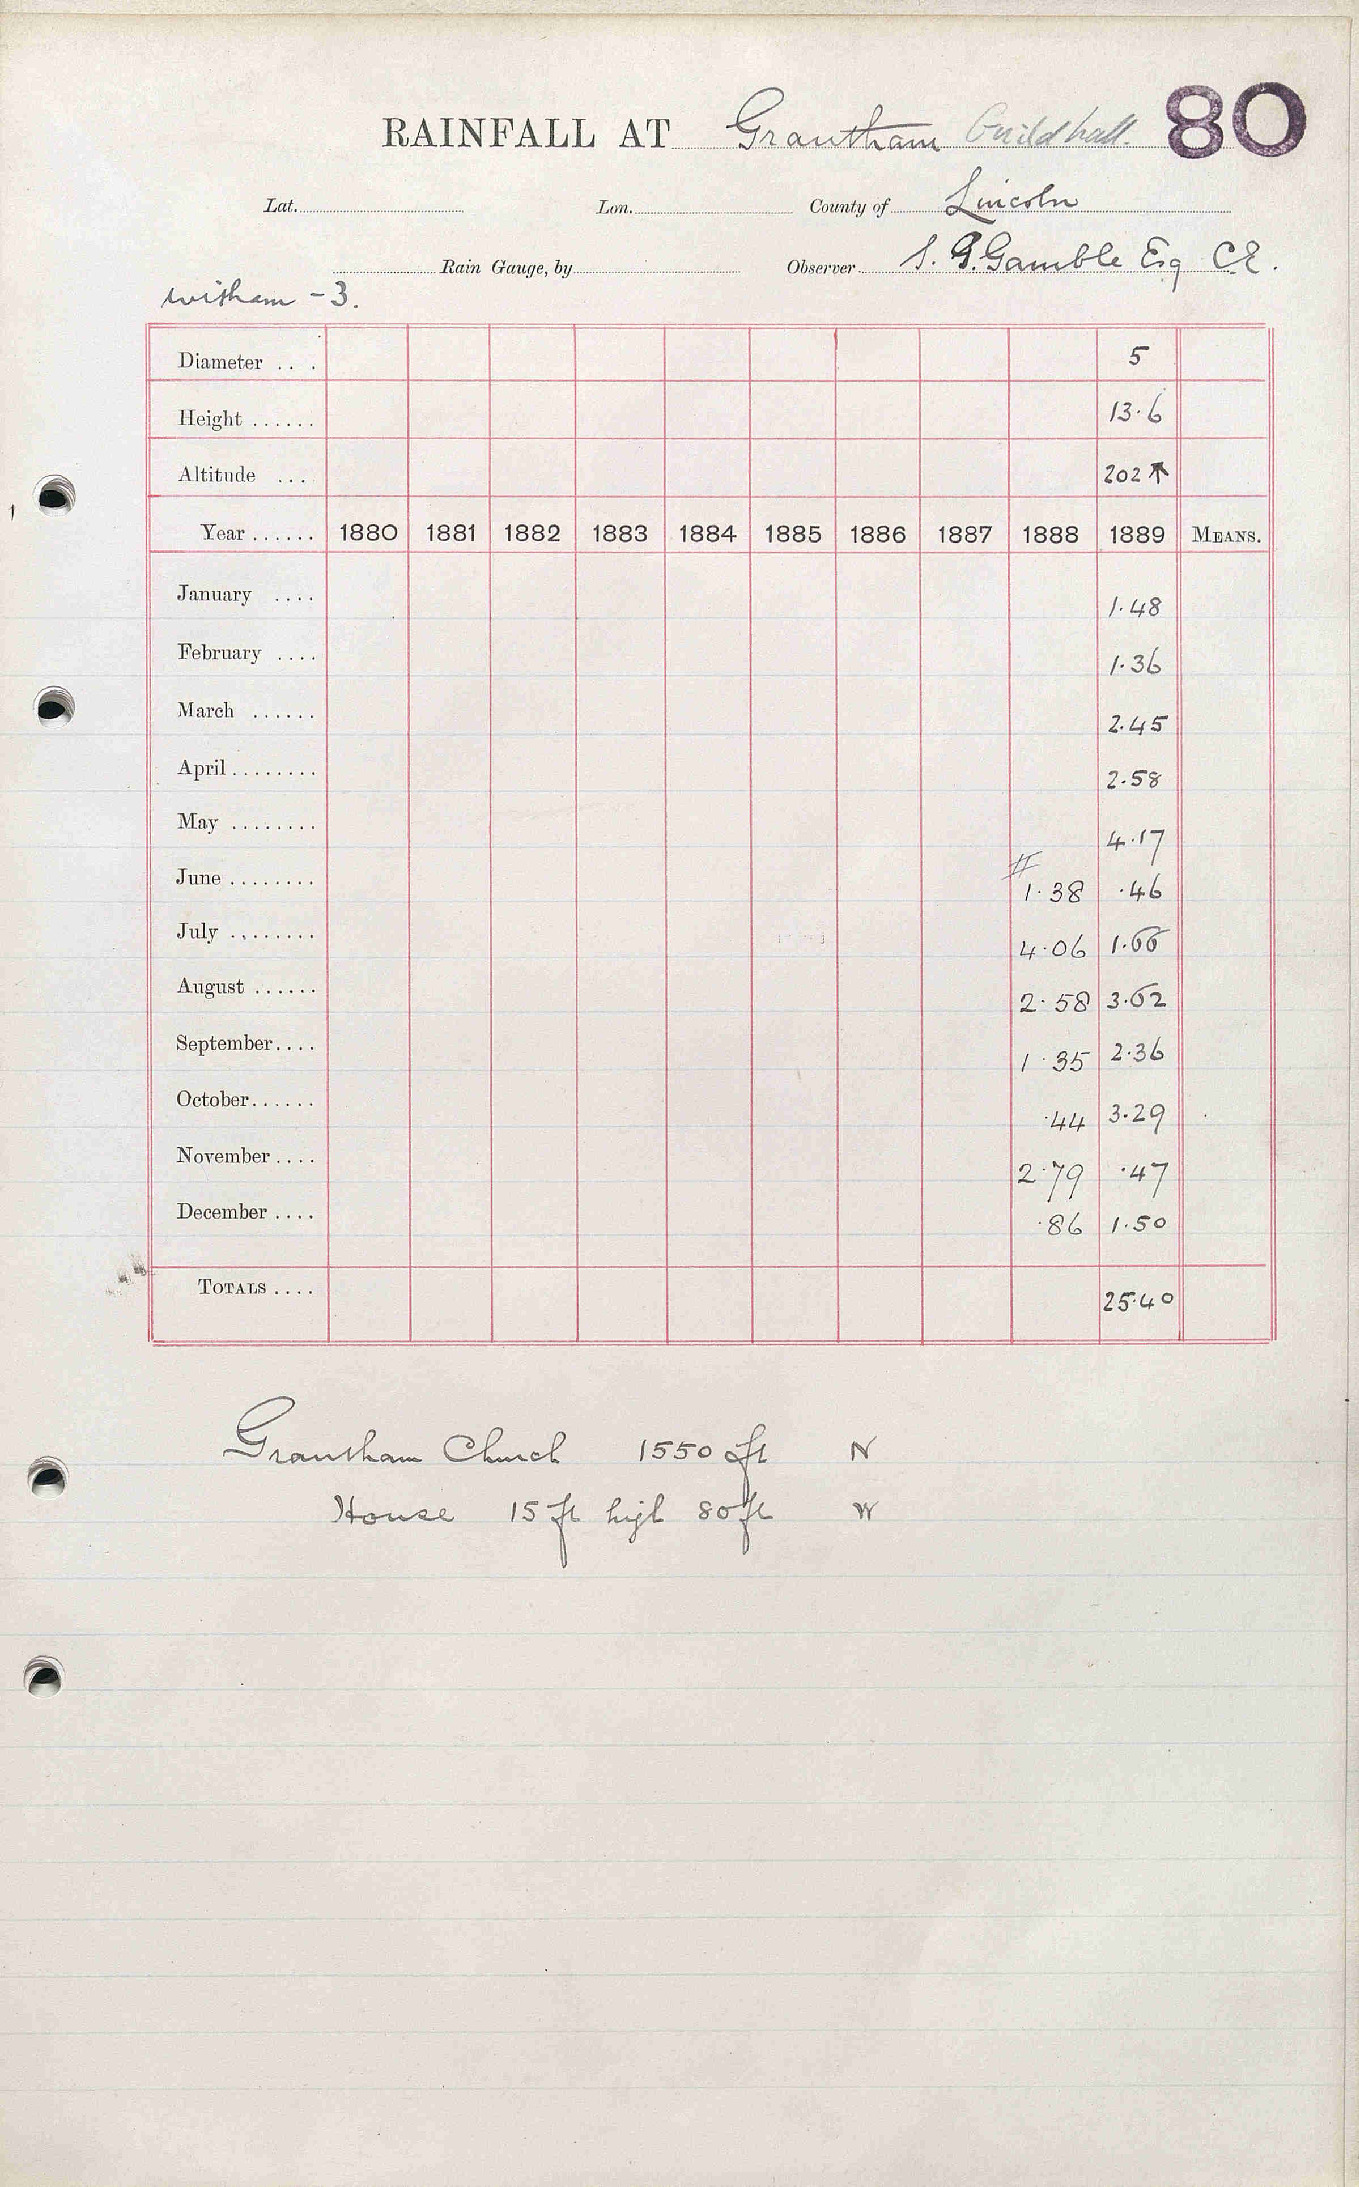 RAINFALL AT Grantham Guildhall. 80
Lat. Lon. County of Lincoln
Rain Gauge, by Observer S. G. Gamble Esq CE.
Witham - 3.
Diameter . . . 5
Height ...... 13.6
Altitude ... 202 ↑
Year ...... 1880 1881 1882 1883 1884 1885 1886 1887 1888 1889 MEANS.
January .... 1.48
February .... 1.36
March ...... 2.45
April ........ 2.58
May ........ 4.17
June ........ # 1.38 .46
July ........ 4.06 1.66
August ...... 2.58 3.62
September.... 1.35 2.36
October...... .44 3.29
November .... 2.79 .47
December .... .86 1.50
TOTALS .... 25.40
Grantham Church 1550 ft N
House 15 ft high 80 ft W